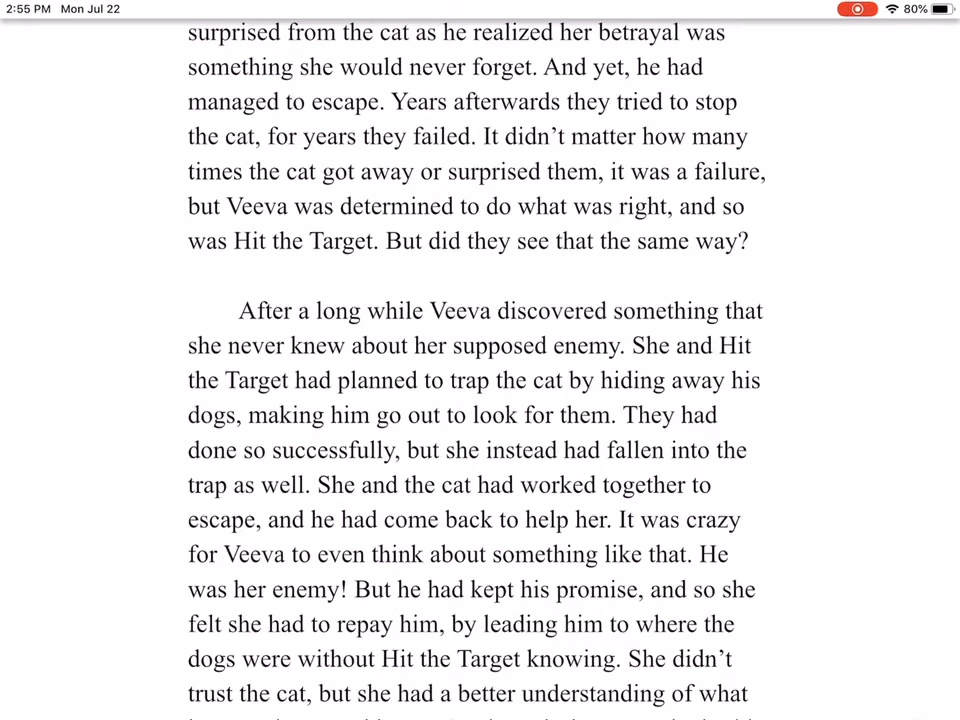 2:55 PM Mon Jul 22
80%
surprised from the cat as he realized her betrayal was
something she would never forget. And yet, he had
managed to escape. Years afterwards they tried to stop
the cat, for years they failed. It didn’t matter how many
times the cat got away or surprised them, it was a failure,
but Veeva was determined to do what was right, and so
was Hit the Target. But did they see that the same way?
After a long while Veeva discovered something that
she never knew about her supposed enemy. She and Hit
the Target had planned to trap the cat by hiding away his
dogs, making him go out to look for them. They had
done so successfully, but she instead had fallen into the
trap as well. She and the cat had worked together to
escape, and he had come back to help her. It was crazy
for Veeva to even think about something like that. He
was her enemy! But he had kept his promise, and so she
felt she had to repay him, by leading him to where the
dogs were without Hit the Target knowing. She didn’t
trust the cat, but she had a better understanding of what